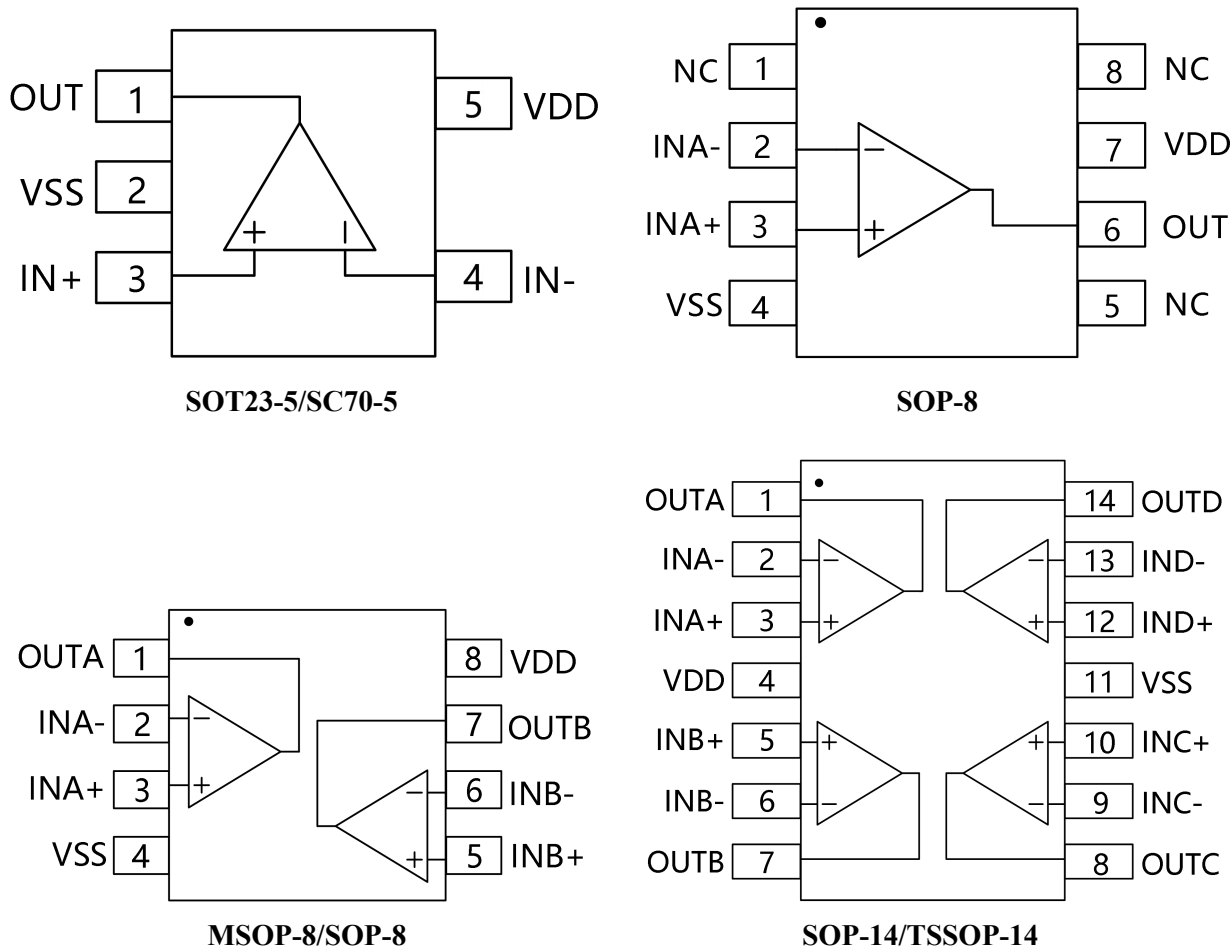 OUT 1
VSS 2
IN+ 3
5 VDD
4 IN-
+ −
SOT23-5/SC70-5
NC 1
INA- 2
INA+ 3
VSS 4
8 NC
7 VDD
6 OUT
5 NC
−
+
SOP-8
OUTA 1
INA- 2
INA+ 3
VSS 4
8 VDD
7 OUTB
6 INB-
5 INB+
−
+
−
+
MSOP-8/SOP-8
OUTA 1
INA- 2
INA+ 3
VDD 4
INB+ 5
INB- 6
OUTB 7
14 OUTD
13 IND-
12 IND+
11 VSS
10 INC+
9 INC-
8 OUTC
−
+
−
+
+
−
+
−
SOP-14/TSSOP-14